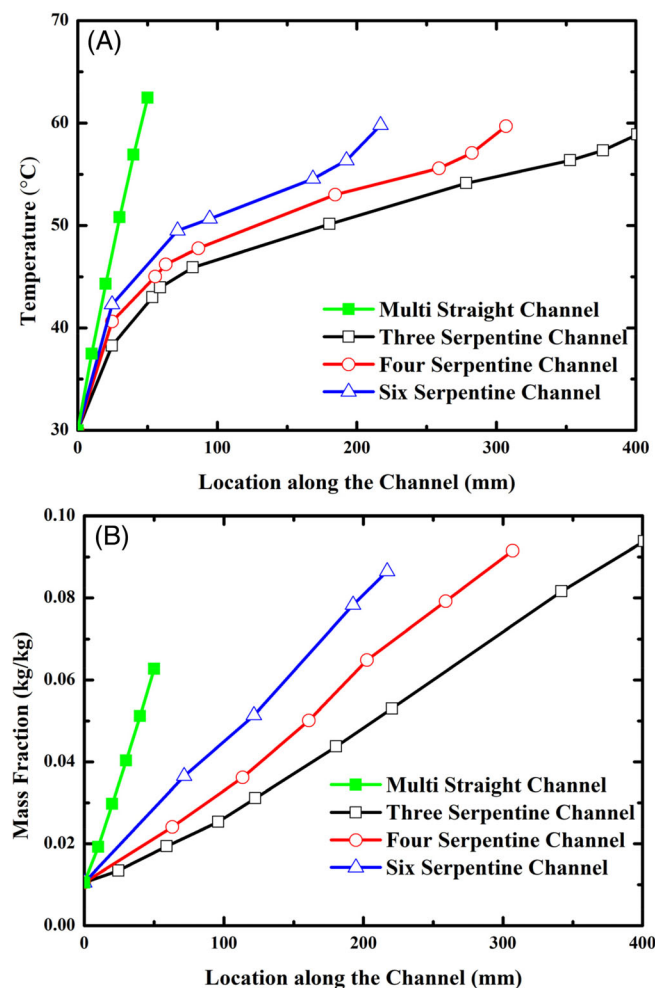 (A)
70
60
50
40
30
Temperature (°C)
Multi Straight Channel
Three Serpentine Channel
Four Serpentine Channel
Six Serpentine Channel
0 100 200 300 400
Location along the Channel (mm)
(B)
0.10
0.08
0.06
0.04
0.02
0.00
Mass Fraction (kg/kg)
Multi Straight Channel
Three Serpentine Channel
Four Serpentine Channel
Six Serpentine Channel
0 100 200 300 400
Location along the Channel (mm)